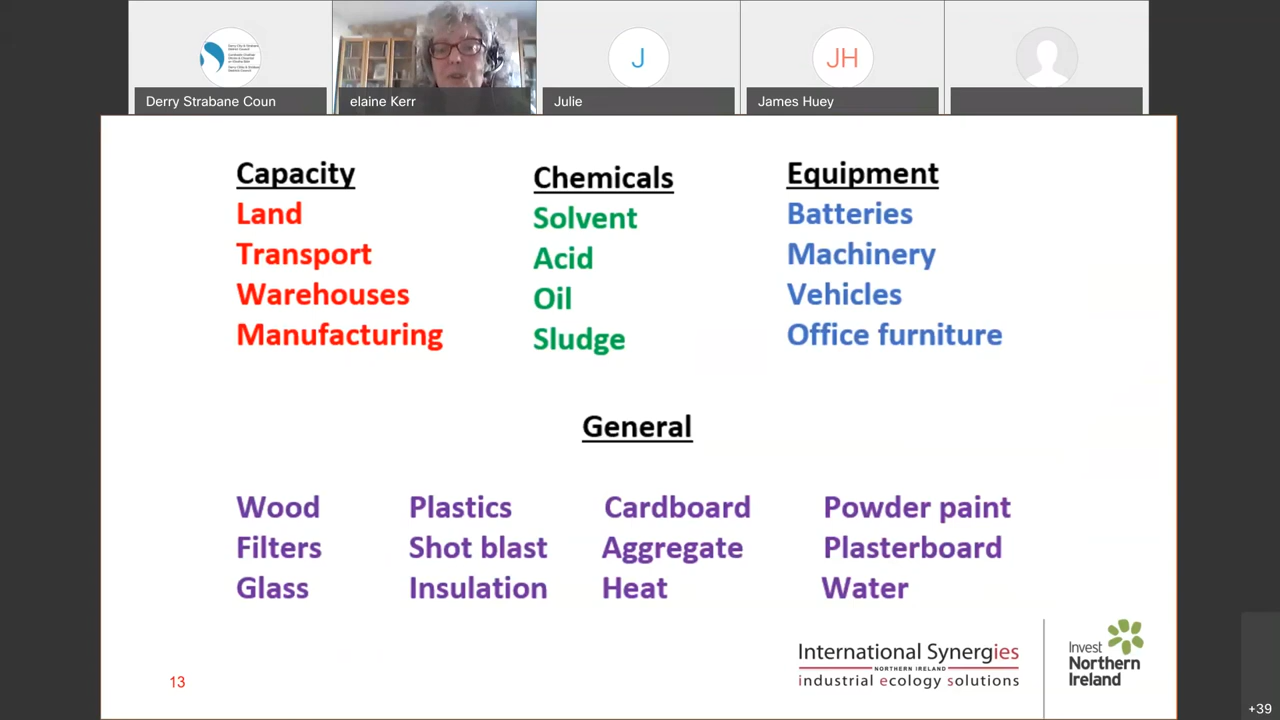 Derry Strabane Coun
elaine Kerr
J
Julie
JH
James Huey
Capacity
Land
Transport
Warehouses
Manufacturing
Chemicals
Solvent
Acid
Oil
Sludge
Equipment
Batteries
Machinery
Vehicles
Office furniture
General
Wood Plastics Cardboard Powder paint
Filters Shot blast Aggregate Plasterboard
Glass Insulation Heat Water
International Synergies
NORTHERN IRELAND
industrial ecology solutions
Invest
Northern
Ireland
13
+39